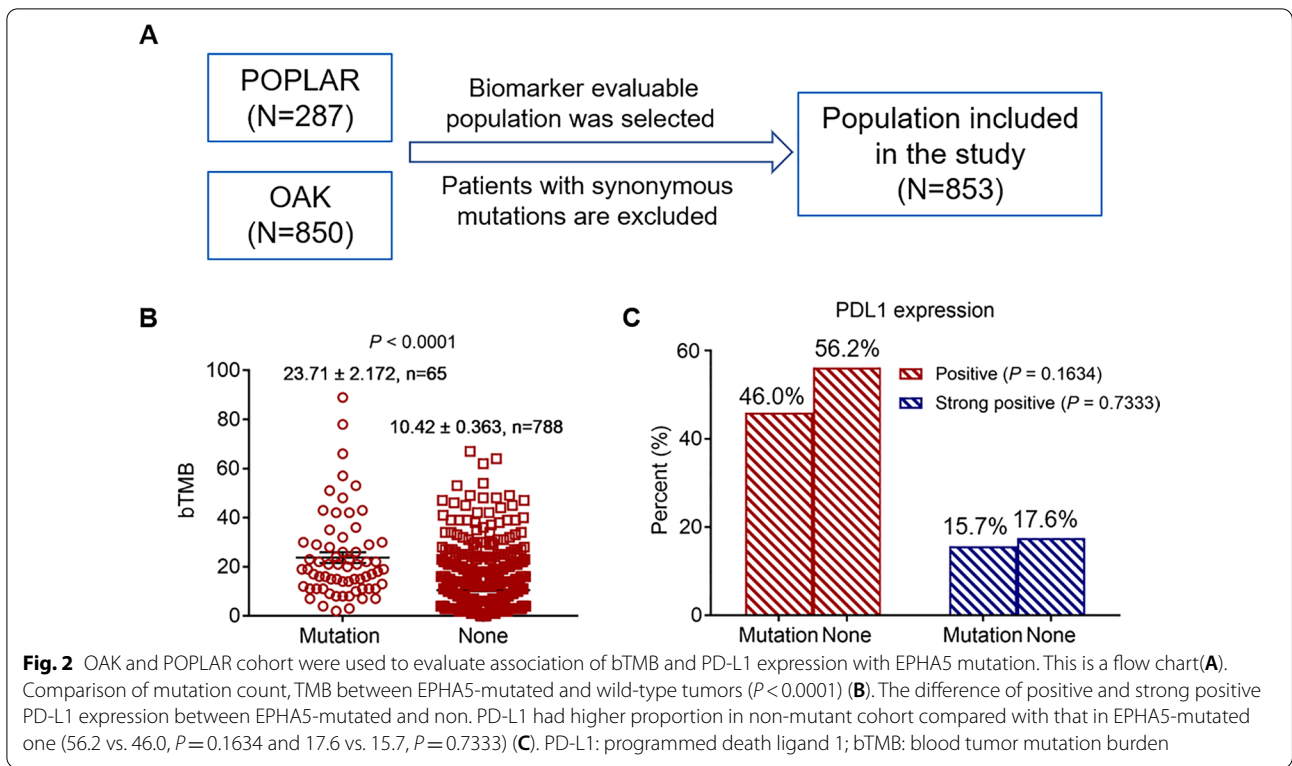 A
POPLAR
(N=287)
OAK
(N=850)
Biomarker evaluable
population was selected
Patients with synonymous
mutations are excluded
Population included
in the study
(N=853)
B
P < 0.0001
23.71 ± 2.172, n=65
10.42 ± 0.363, n=788
bTMB
100
80
60
40
20
0
Mutation
None
C
PDL1 expression
Positive (P = 0.1634)
Strong positive (P = 0.7333)
Percent (%)
60
40
20
0
46.0%
56.2%
15.7%
17.6%
Mutation None
Mutation None
Fig. 2 OAK and POPLAR cohort were used to evaluate association of bTMB and PD-L1 expression with EPHA5 mutation. This is a flow chart(A).
Comparison of mutation count, TMB between EPHA5-mutated and wild-type tumors (P < 0.0001) (B). The difference of positive and strong positive
PD-L1 expression between EPHA5-mutated and non. PD-L1 had higher proportion in non-mutant cohort compared with that in EPHA5-mutated
one (56.2 vs. 46.0, P = 0.1634 and 17.6 vs. 15.7, P = 0.7333) (C). PD-L1: programmed death ligand 1; bTMB: blood tumor mutation burden